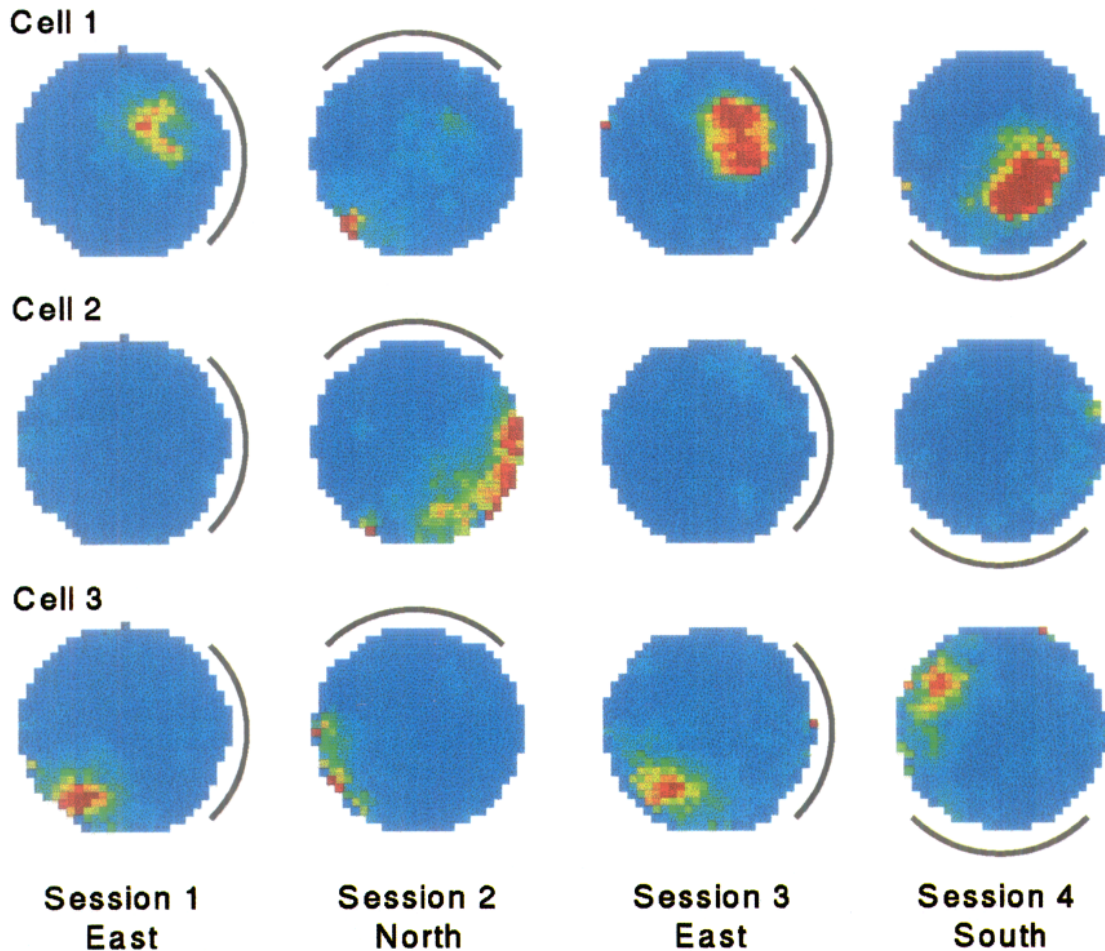 Cell 1
Cell 2
Cell 3
Session 1 Session 2 Session 3 Session 4
East North East South